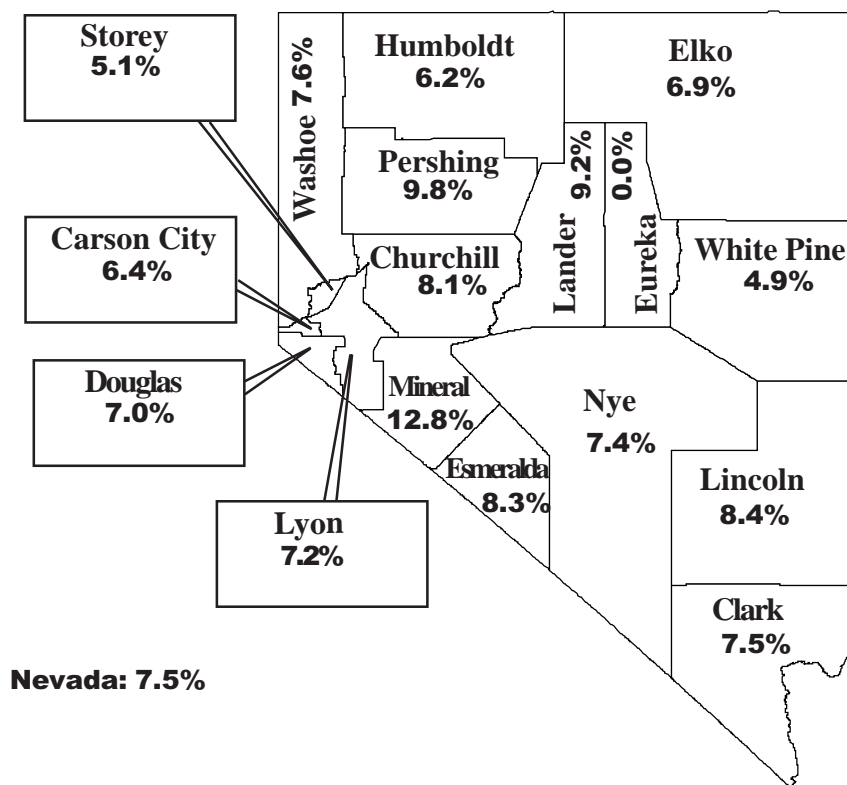 Storey
5.1%
Humboldt
6.2%
Elko
6.9%
Washoe 7.6%
Pershing
9.8%
Lander 9.2%
Eureka 0.0%
Carson City
6.4%
Churchill
8.1%
White Pine
4.9%
Douglas
7.0%
Mineral
12.8%
Nye
7.4%
Esmeralda
8.3%
Lincoln
8.4%
Lyon
7.2%
Clark
7.5%
Nevada: 7.5%